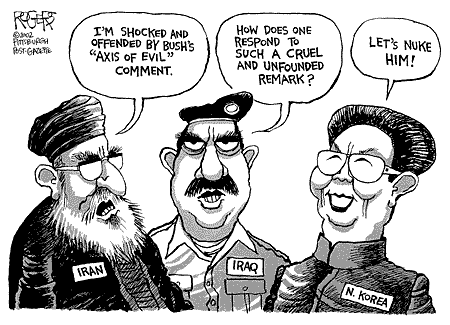 ROGERS
©2002
PITTSBURGH
POST-GAZETTE
I'M SHOCKED AND
OFFENDED BY BUSH'S
"AXIS OF EVIL"
COMMENT.
HOW DOES ONE
RESPOND TO
SUCH A CRUEL
AND UNFOUNDED
REMARK?
LET'S NUKE
HIM!
IRAN
IRAQ
N. KOREA